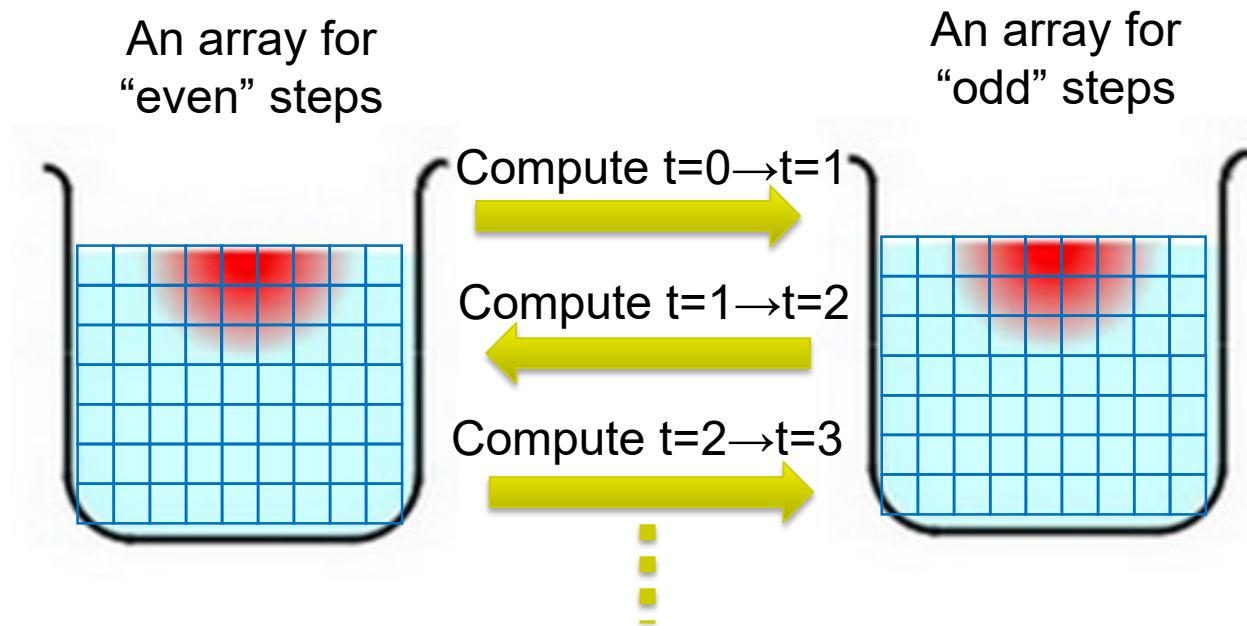 An array for
“even” steps
An array for
“odd” steps
Compute t=0→t=1
Compute t=1→t=2
Compute t=2→t=3